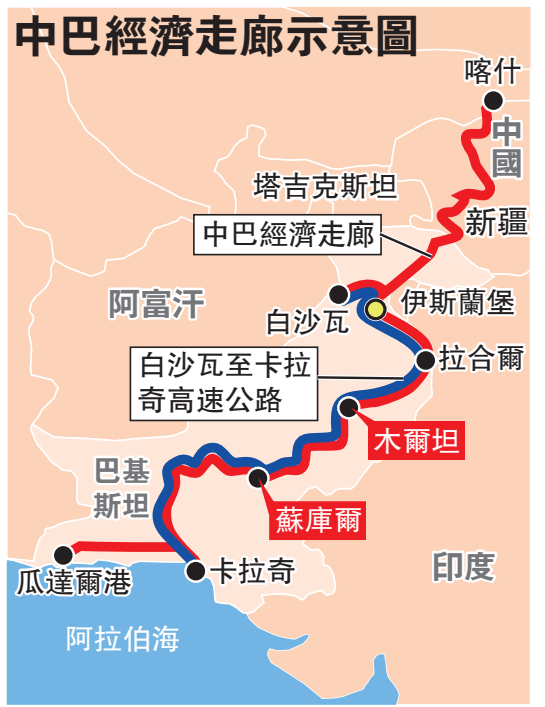 中巴經濟走廊示意圖
喀什
中
國
塔吉克斯坦
新疆
中巴經濟走廊
阿富汗
伊斯蘭堡
白沙瓦
白沙瓦至卡拉
奇高速公路
拉合爾
木爾坦
巴基
斯坦
蘇庫爾
瓜達爾港
卡拉奇
印度
阿拉伯海